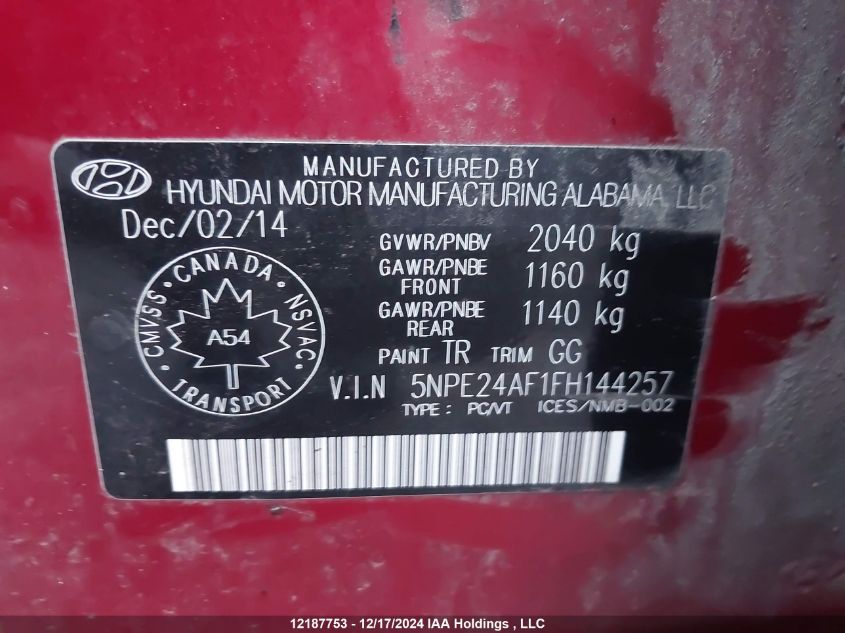 MANUFACTURED BY
HYUNDAI MOTOR MANUFACTURING ALABAMA, LLC
Dec/02/14
GVWR/PNBV 2040 kg
GAWR/PNBE FRONT 1160 kg
GAWR/PNBE REAR 1140 kg
PAINT TR TRIM GG
V.I.N 5NPE24AF1FH144257
TYPE : PC/VT ICES/NMB-002
CANADA
CMVSS
NSVAC
A54
TRANSPORT
12187753 - 12/17/2024 IAA Holdings , LLC